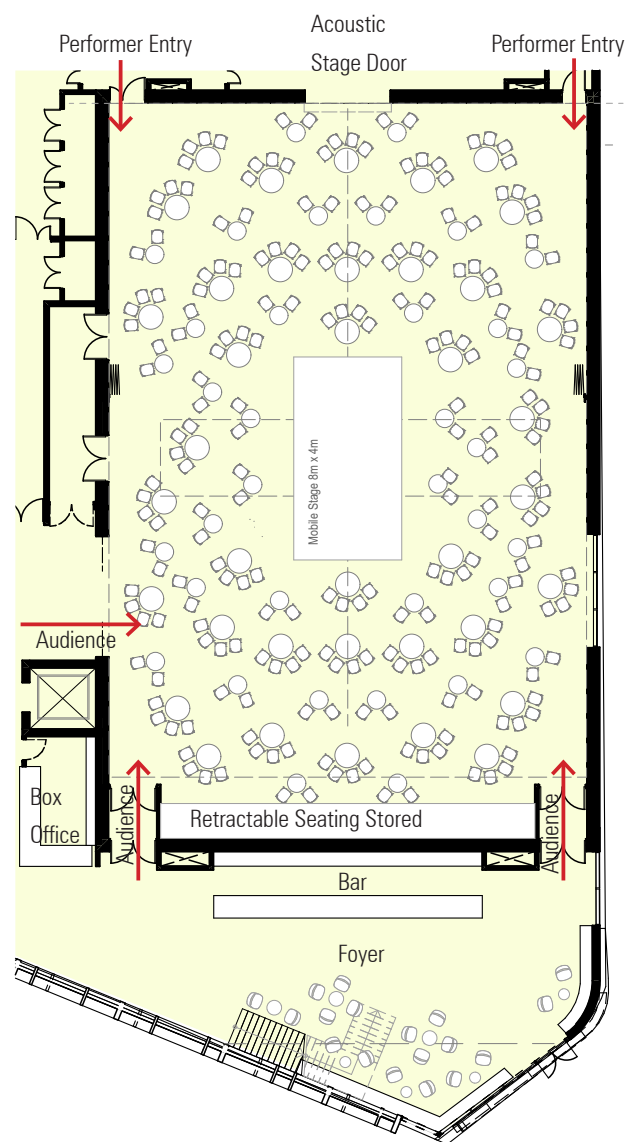 Acoustic
Stage Door
Performer Entry
Performer Entry
Mobile Stage 8m x 4m
Audience
Box
Office
Audience
Retractable Seating Stored
Audience
Bar
Foyer